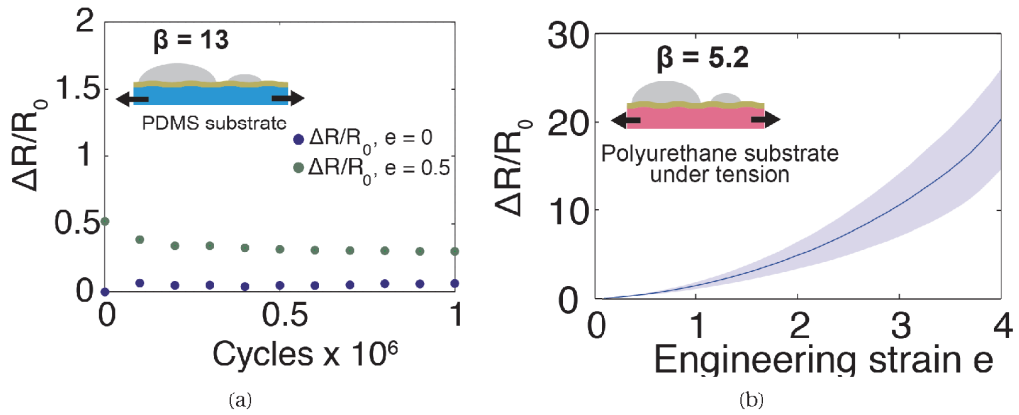 2
1.5
1
0.5
0
ΔR/R₀
β = 13
PDMS substrate
ΔR/R₀, e = 0
ΔR/R₀, e = 0.5
0 0.5 1
Cycles x 10⁶
(a)
30
20
10
0
ΔR/R₀
β = 5.2
Polyurethane substrate
under tension
0 1 2 3 4
Engineering strain e
(b)